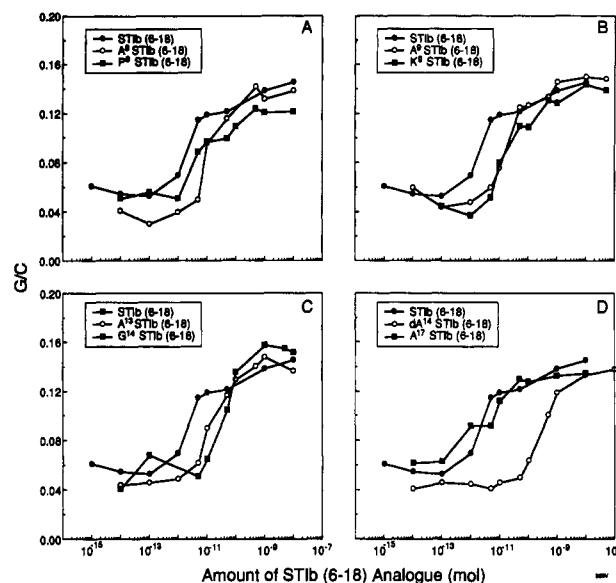 A
STIb (6-18)
A⁸ STIb (6-18)
P⁸ STIb (6-18)
B
STIb (6-18)
A⁹ STIb (6-18)
K⁹ STIb (6-18)
0.20
0.16
0.12
0.08
0.04
0.00
G/C
C
STIb (6-18)
A¹³ STIb (6-18)
G¹⁴ STIb (6-18)
D
STIb (6-18)
dA¹⁴ STIb (6-18)
A¹⁷ STIb (6-18)
0.20
0.16
0.12
0.08
0.04
0.00
10⁻¹⁵ 10⁻¹³ 10⁻¹¹ 10⁻⁹ 10⁻⁷ 10⁻¹⁵ 10⁻¹³ 10⁻¹¹ 10⁻⁹ 10⁻⁷
Amount of STIb (6-18) Analogue (mol)